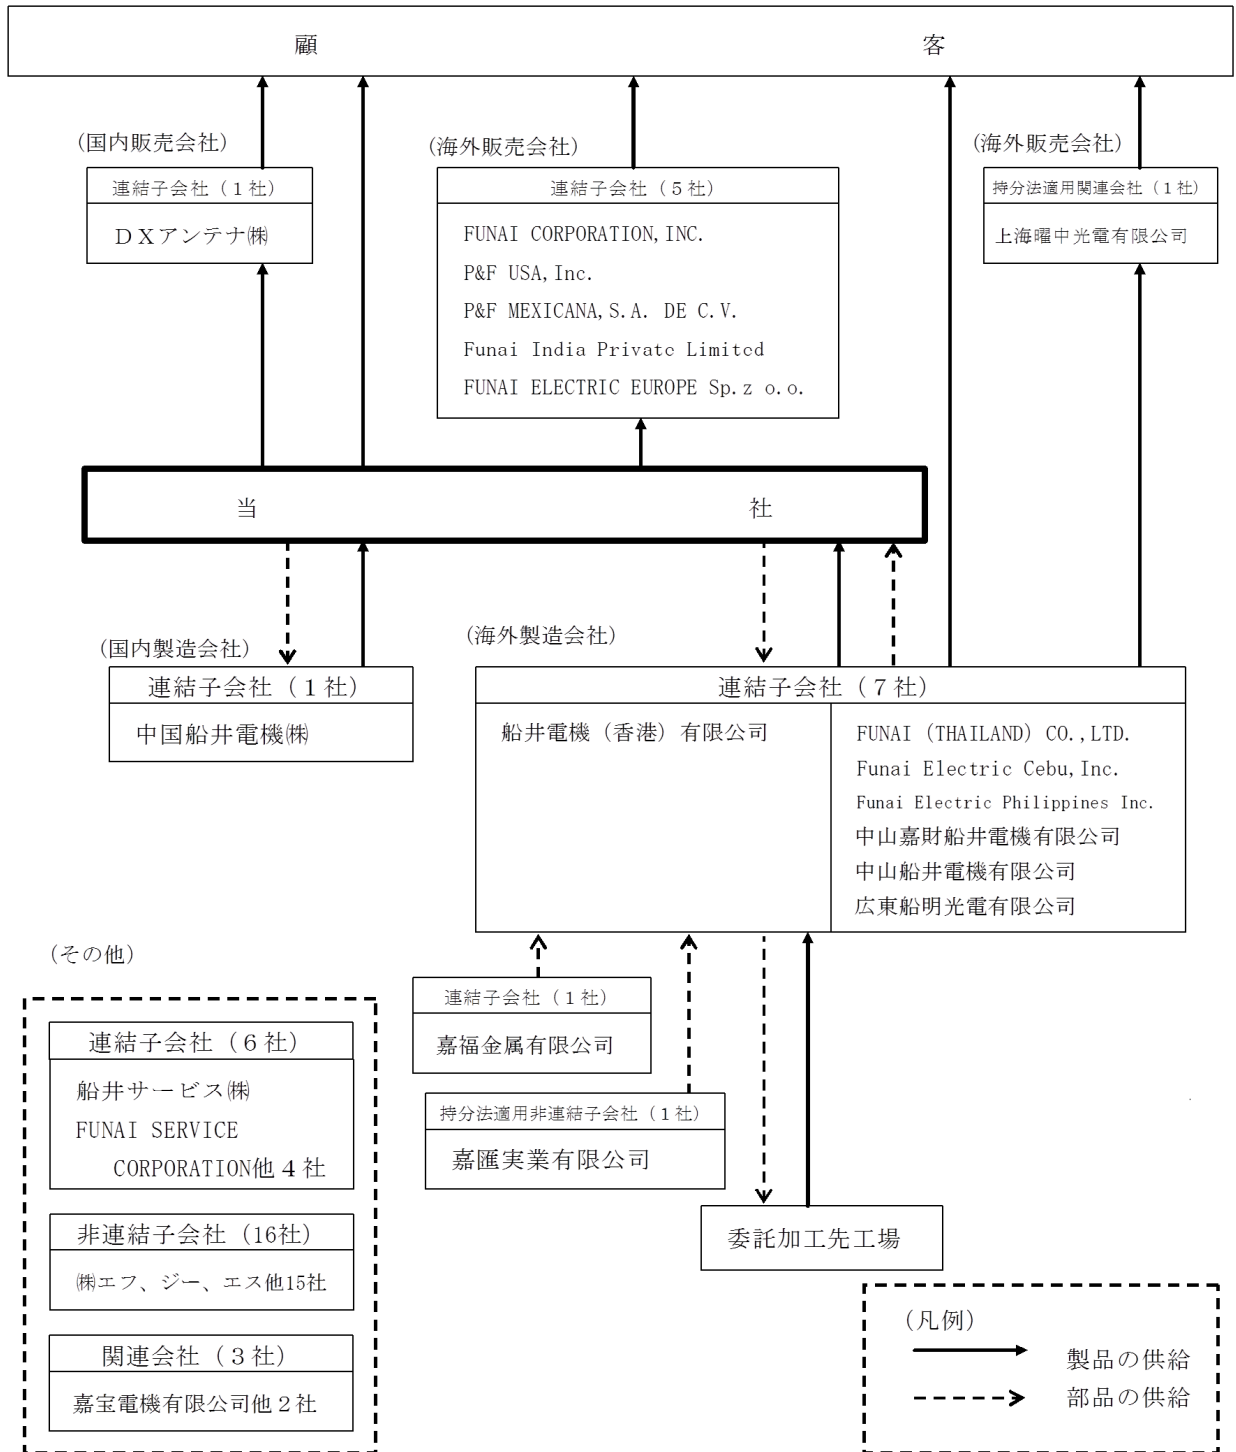 顧客
(国内販売会社)
連結子会社(1社)
DXアンテナ㈱
(海外販売会社)
連結子会社(5社)
FUNAI CORPORATION, INC.
P&F USA, Inc.
P&F MEXICANA, S.A. DE C.V.
Funai India Private Limited
FUNAI ELECTRIC EUROPE Sp.z o.o.
(海外販売会社)
持分法適用関連会社(1社)
上海曜中光電有限公司
当社
(国内製造会社)
連結子会社(1社)
中国船井電機㈱
(海外製造会社)
連結子会社(7社)
船井電機(香港)有限公司
FUNAI (THAILAND) CO.,LTD.
Funai Electric Cebu, Inc.
Funai Electric Philippines Inc.
中山嘉財船井電機有限公司
中山船井電機有限公司
広東船明光電有限公司
連結子会社(1社)
嘉福金属有限公司
持分法適用非連結子会社(1社)
嘉匯実業有限公司
委託加工先工場
(その他)
連結子会社(6社)
船井サービス㈱
FUNAI SERVICE
CORPORATION他4社
非連結子会社(16社)
㈱エフ、ジー、エス他15社
関連会社(3社)
嘉宝電機有限公司他2社
(凡例)
製品の供給
部品の供給